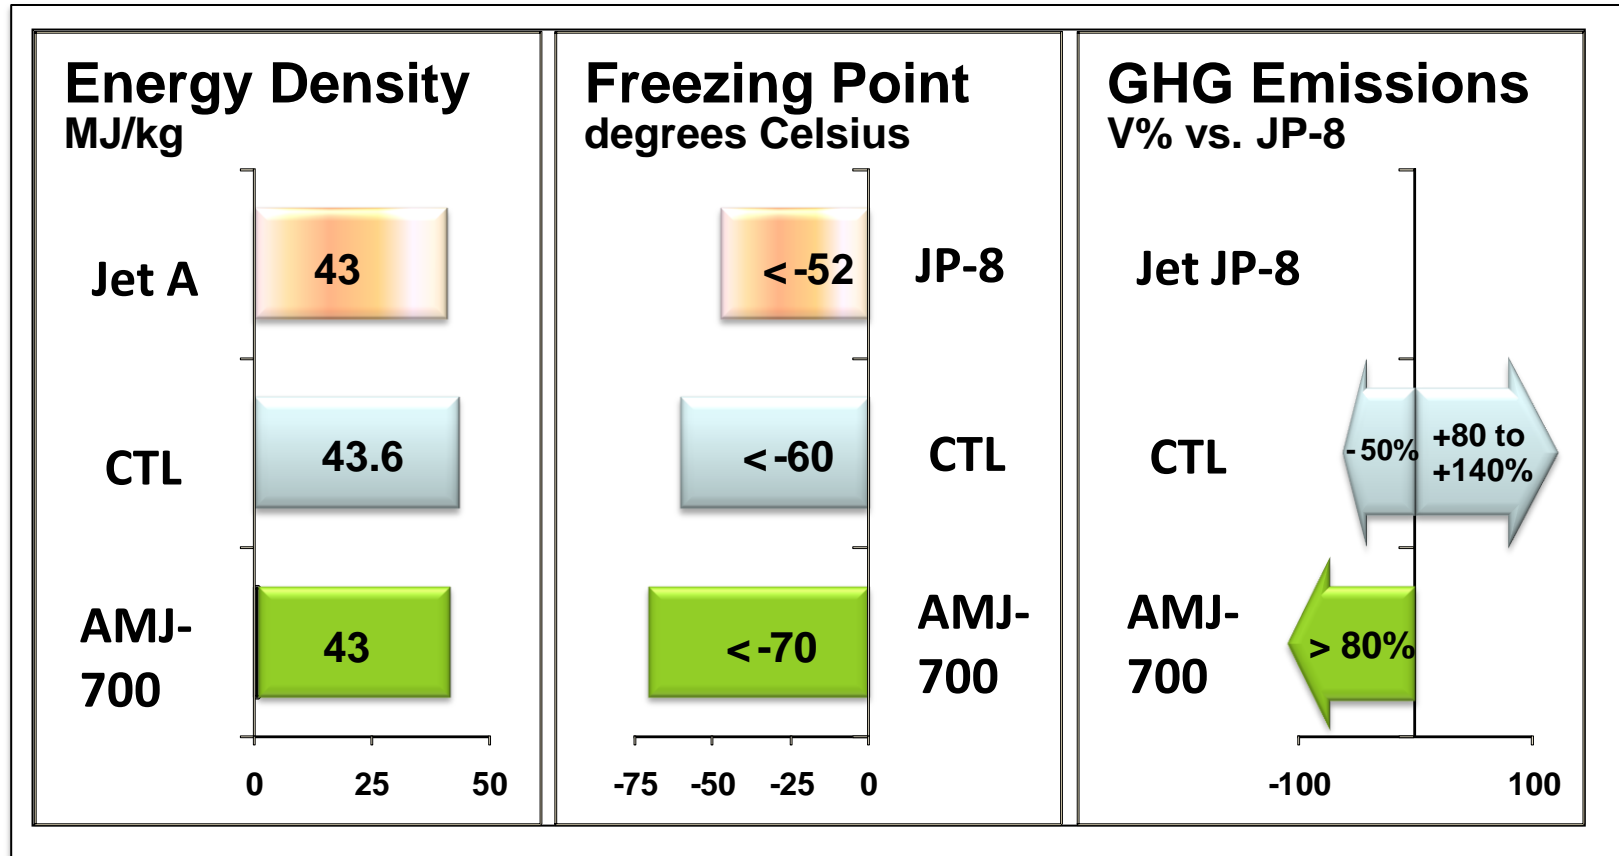 Energy Density
MJ/kg
Jet A
43
CTL
43.6
AMJ-
700
43
0 25 50
Freezing Point
degrees Celsius
< -52
JP-8
< -60
CTL
< -70
AMJ-
700
-75 -50 -25 0
GHG Emissions
V% vs. JP-8
Jet JP-8
CTL
- 50%
+80 to
+140%
AMJ-
700
> 80%
-100 100